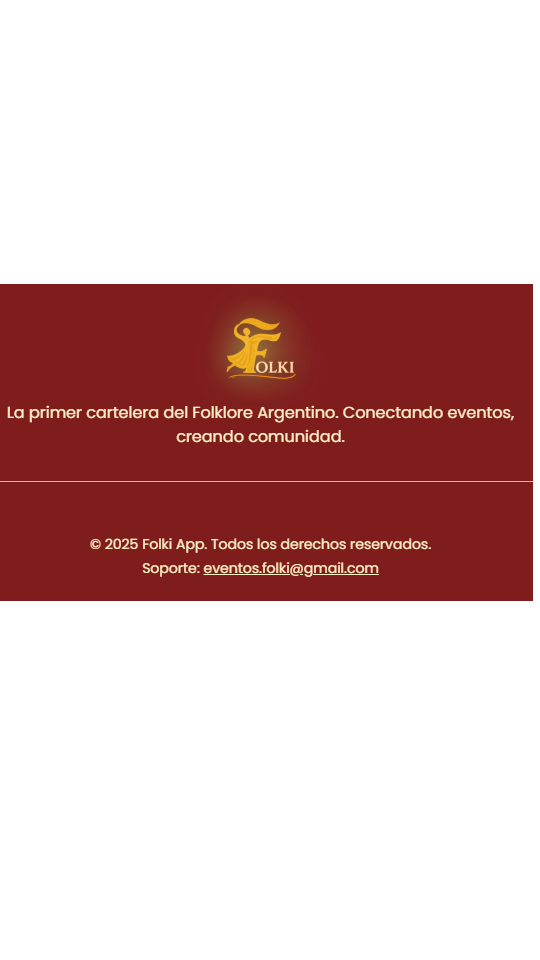 FOLKI
La primer cartelera del Folklore Argentino. Conectando eventos,
creando comunidad.
© 2025 Folki App. Todos los derechos reservados.
Soporte: eventos.folki@gmail.com